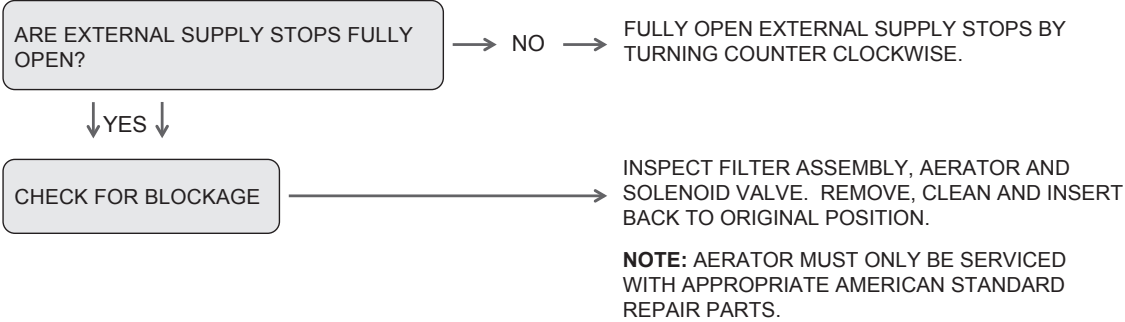 ARE EXTERNAL SUPPLY STOPS FULLY
OPEN?
NO
FULLY OPEN EXTERNAL SUPPLY STOPS BY
TURNING COUNTER CLOCKWISE.
YES
CHECK FOR BLOCKAGE
INSPECT FILTER ASSEMBLY, AERATOR AND
SOLENOID VALVE. REMOVE, CLEAN AND INSERT
BACK TO ORIGINAL POSITION.
NOTE: AERATOR MUST ONLY BE SERVICED
WITH APPROPRIATE AMERICAN STANDARD
REPAIR PARTS.